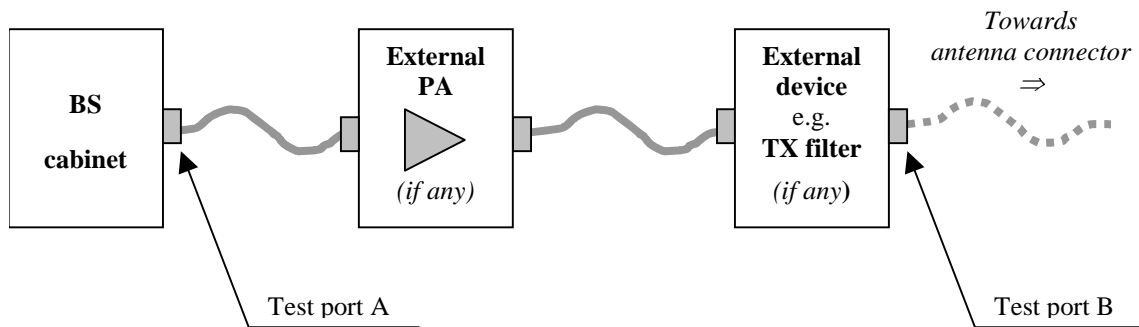 BS
cabinet
External
PA
(if any)
External
device
e.g.
TX filter
(if any)
Towards
antenna connector
⇒
Test port A
Test port B